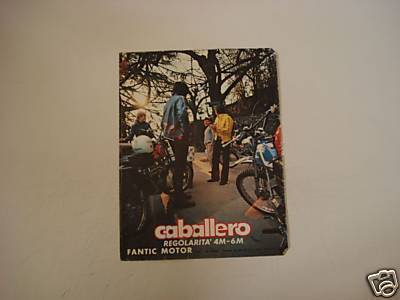 caballero
REGOLARITA' 4M-6M
FANTIC MOTOR